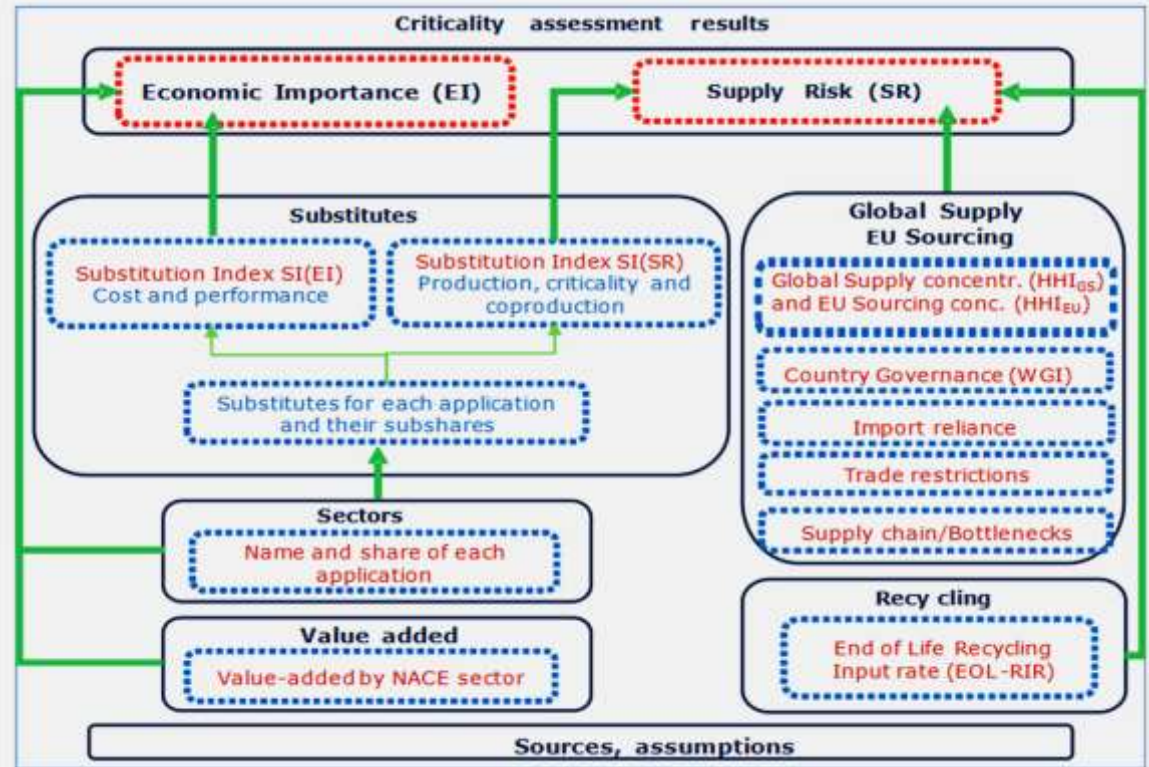 Criticality assessment results
Economic Importance (EI)
Supply Risk (SR)
Substitutes
Substitution Index SI(EI)
Cost and performance
Substitution Index SI(SR)
Production, criticality and
coproduction
Substitutes for each application
and their subshares
Sectors
Name and share of each
application
Value added
Value-added by NACE sector
Global Supply
EU Sourcing
Global Supply concentr. (HHIGS)
and EU Sourcing conc. (HHIEU)
Country Governance (WGI)
Import reliance
Trade restrictions
Supply chain/Bottlenecks
Recy cling
End of Life Recycling
Input rate (EOL-RIR)
Sources, assumptions